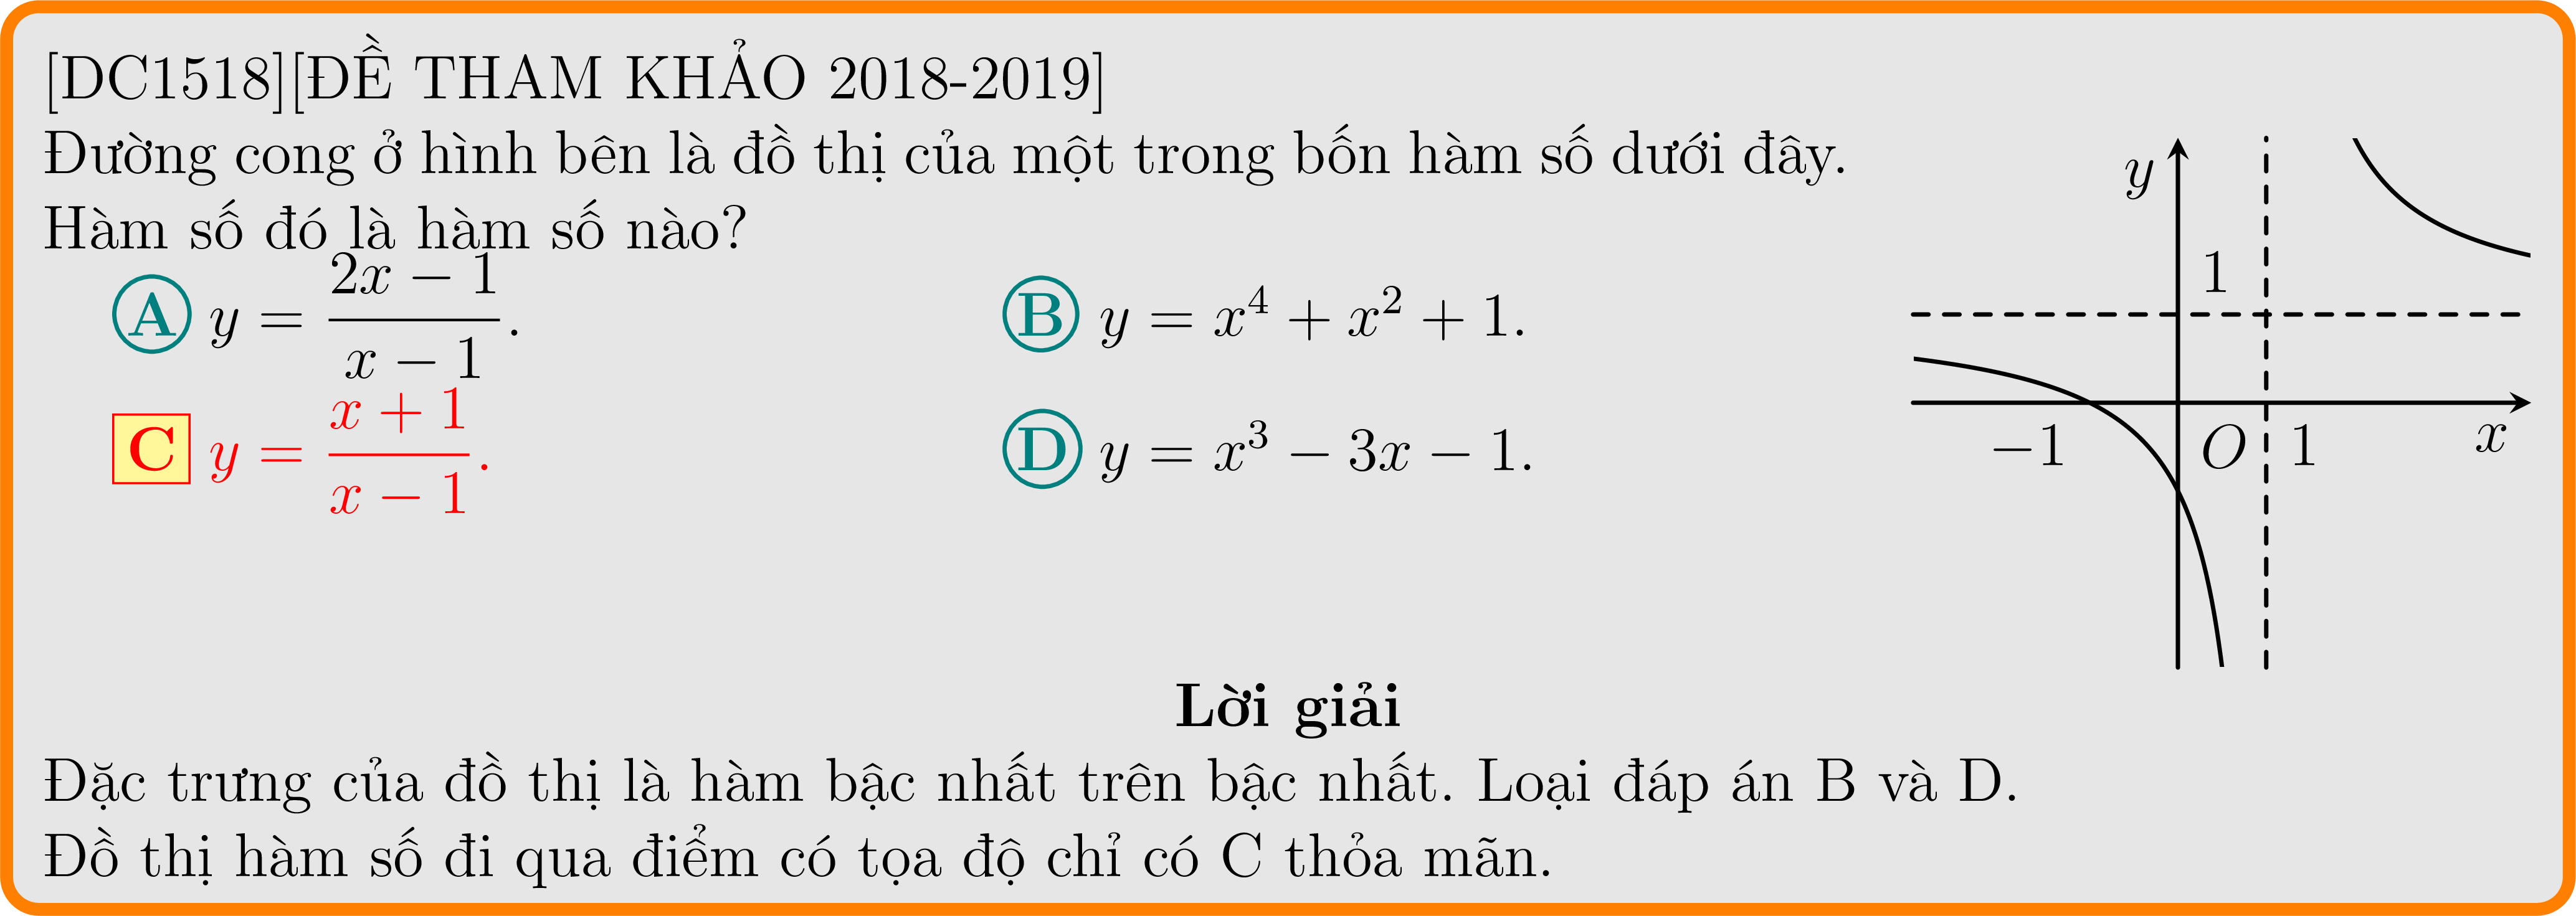 [DC1518][ĐỀ THAM KHẢO 2018-2019]
Đường cong ở hình bên là đồ thị của một trong bốn hàm số dưới đây.
Hàm số đó là hàm số nào?
A y = \frac{2x − 1}{x − 1}.
B y = x^4 + x^2 + 1.
C y = \frac{x + 1}{x − 1}.
D y = x^3 − 3x − 1.
y
1
−1
O
1
x
Lời giải
Đặc trưng của đồ thị là hàm bậc nhất trên bậc nhất. Loại đáp án B và D.
Đồ thị hàm số đi qua điểm có tọa độ chỉ có C thỏa mãn.